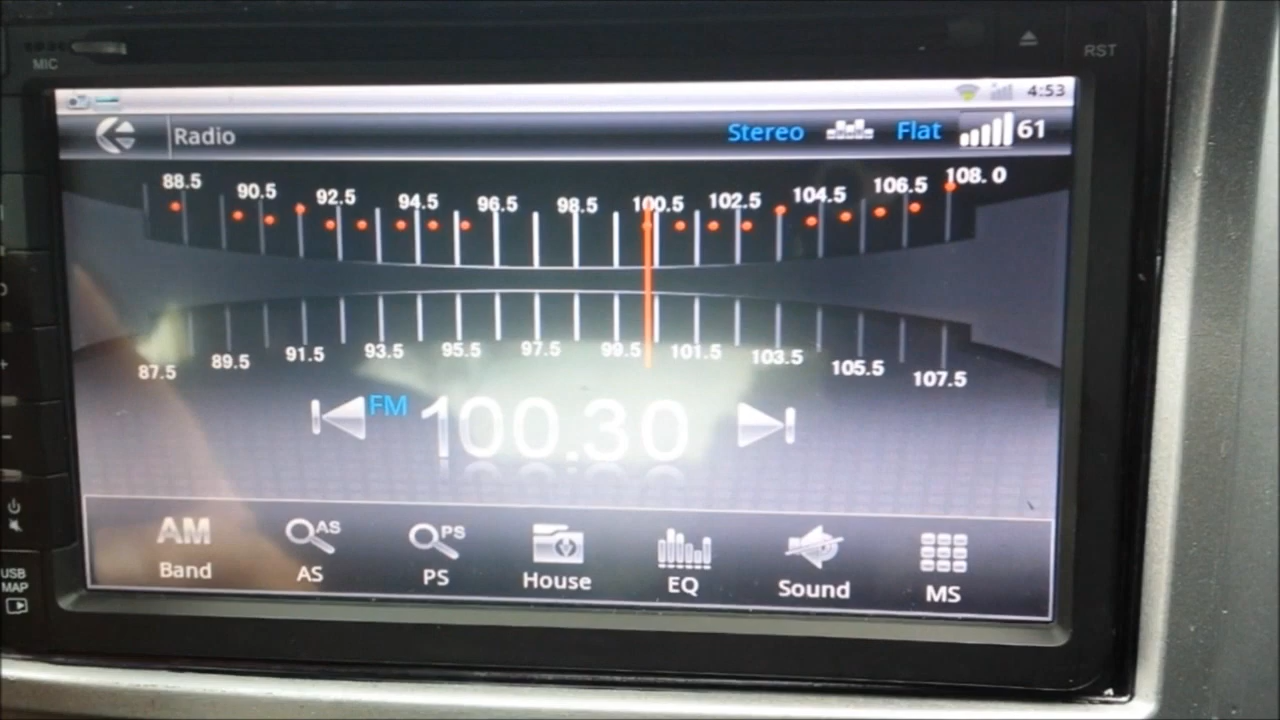 MIC
RST
4:53
Radio Stereo Flat 61
88.5 90.5 92.5 94.5 96.5 98.5 100.5 102.5 104.5 106.5 108.0
87.5 89.5 91.5 93.5 95.5 97.5 99.5 101.5 103.5 105.5 107.5
FM 100.30
AM AS PS
Band AS PS House EQ Sound MS
USB
MAP